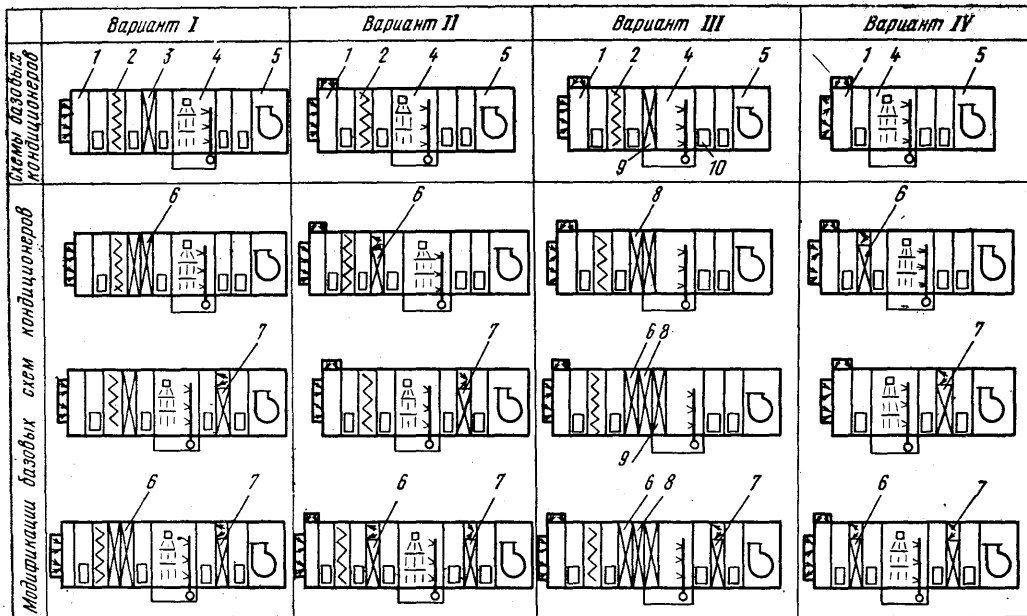 Вариант I Вариант II Вариант III Вариант IV
Схемы базовых кондиционеров
1 2 3 4 5 1 2 4 5 1 2 4 5 1 4 5
9 10
Модификации базовых схем кондиционеров
6 6 8 6
7 7 6 8 7
9
6 7 6 7 6 8 7 6 7